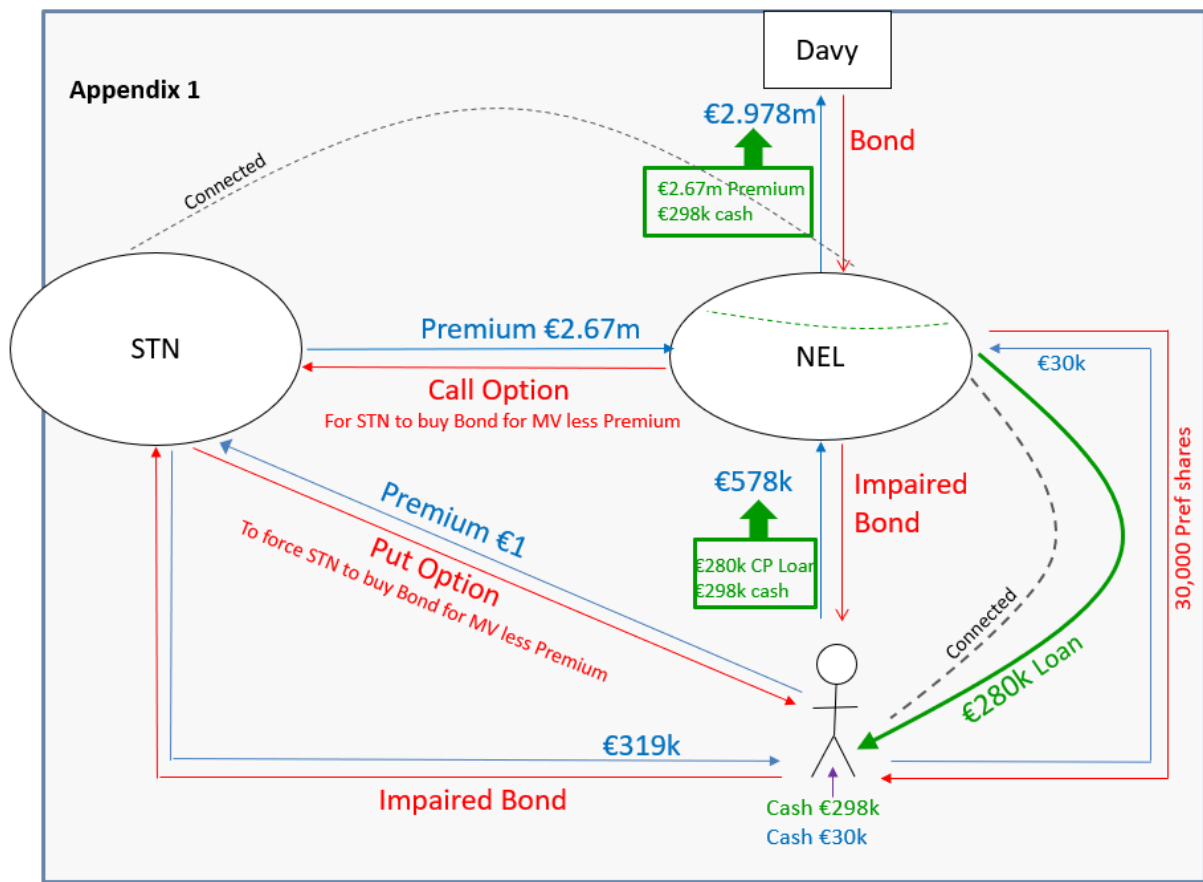 Davy
Appendix 1
€2.978m
Bond
Connected
€2.67m Premium
€298k cash
STN
Premium €2.67m
NEL
€30k
Call Option
For STN to buy Bond for MV less Premium
Premium €1
Put Option
To force STN to buy Bond for MV less Premium
€578k
Impaired
Bond
€280k CP Loan
€298k cash
Connected
€280k Loan
30,000 Pref shares
€319k
Impaired Bond
Cash €298k
Cash €30k